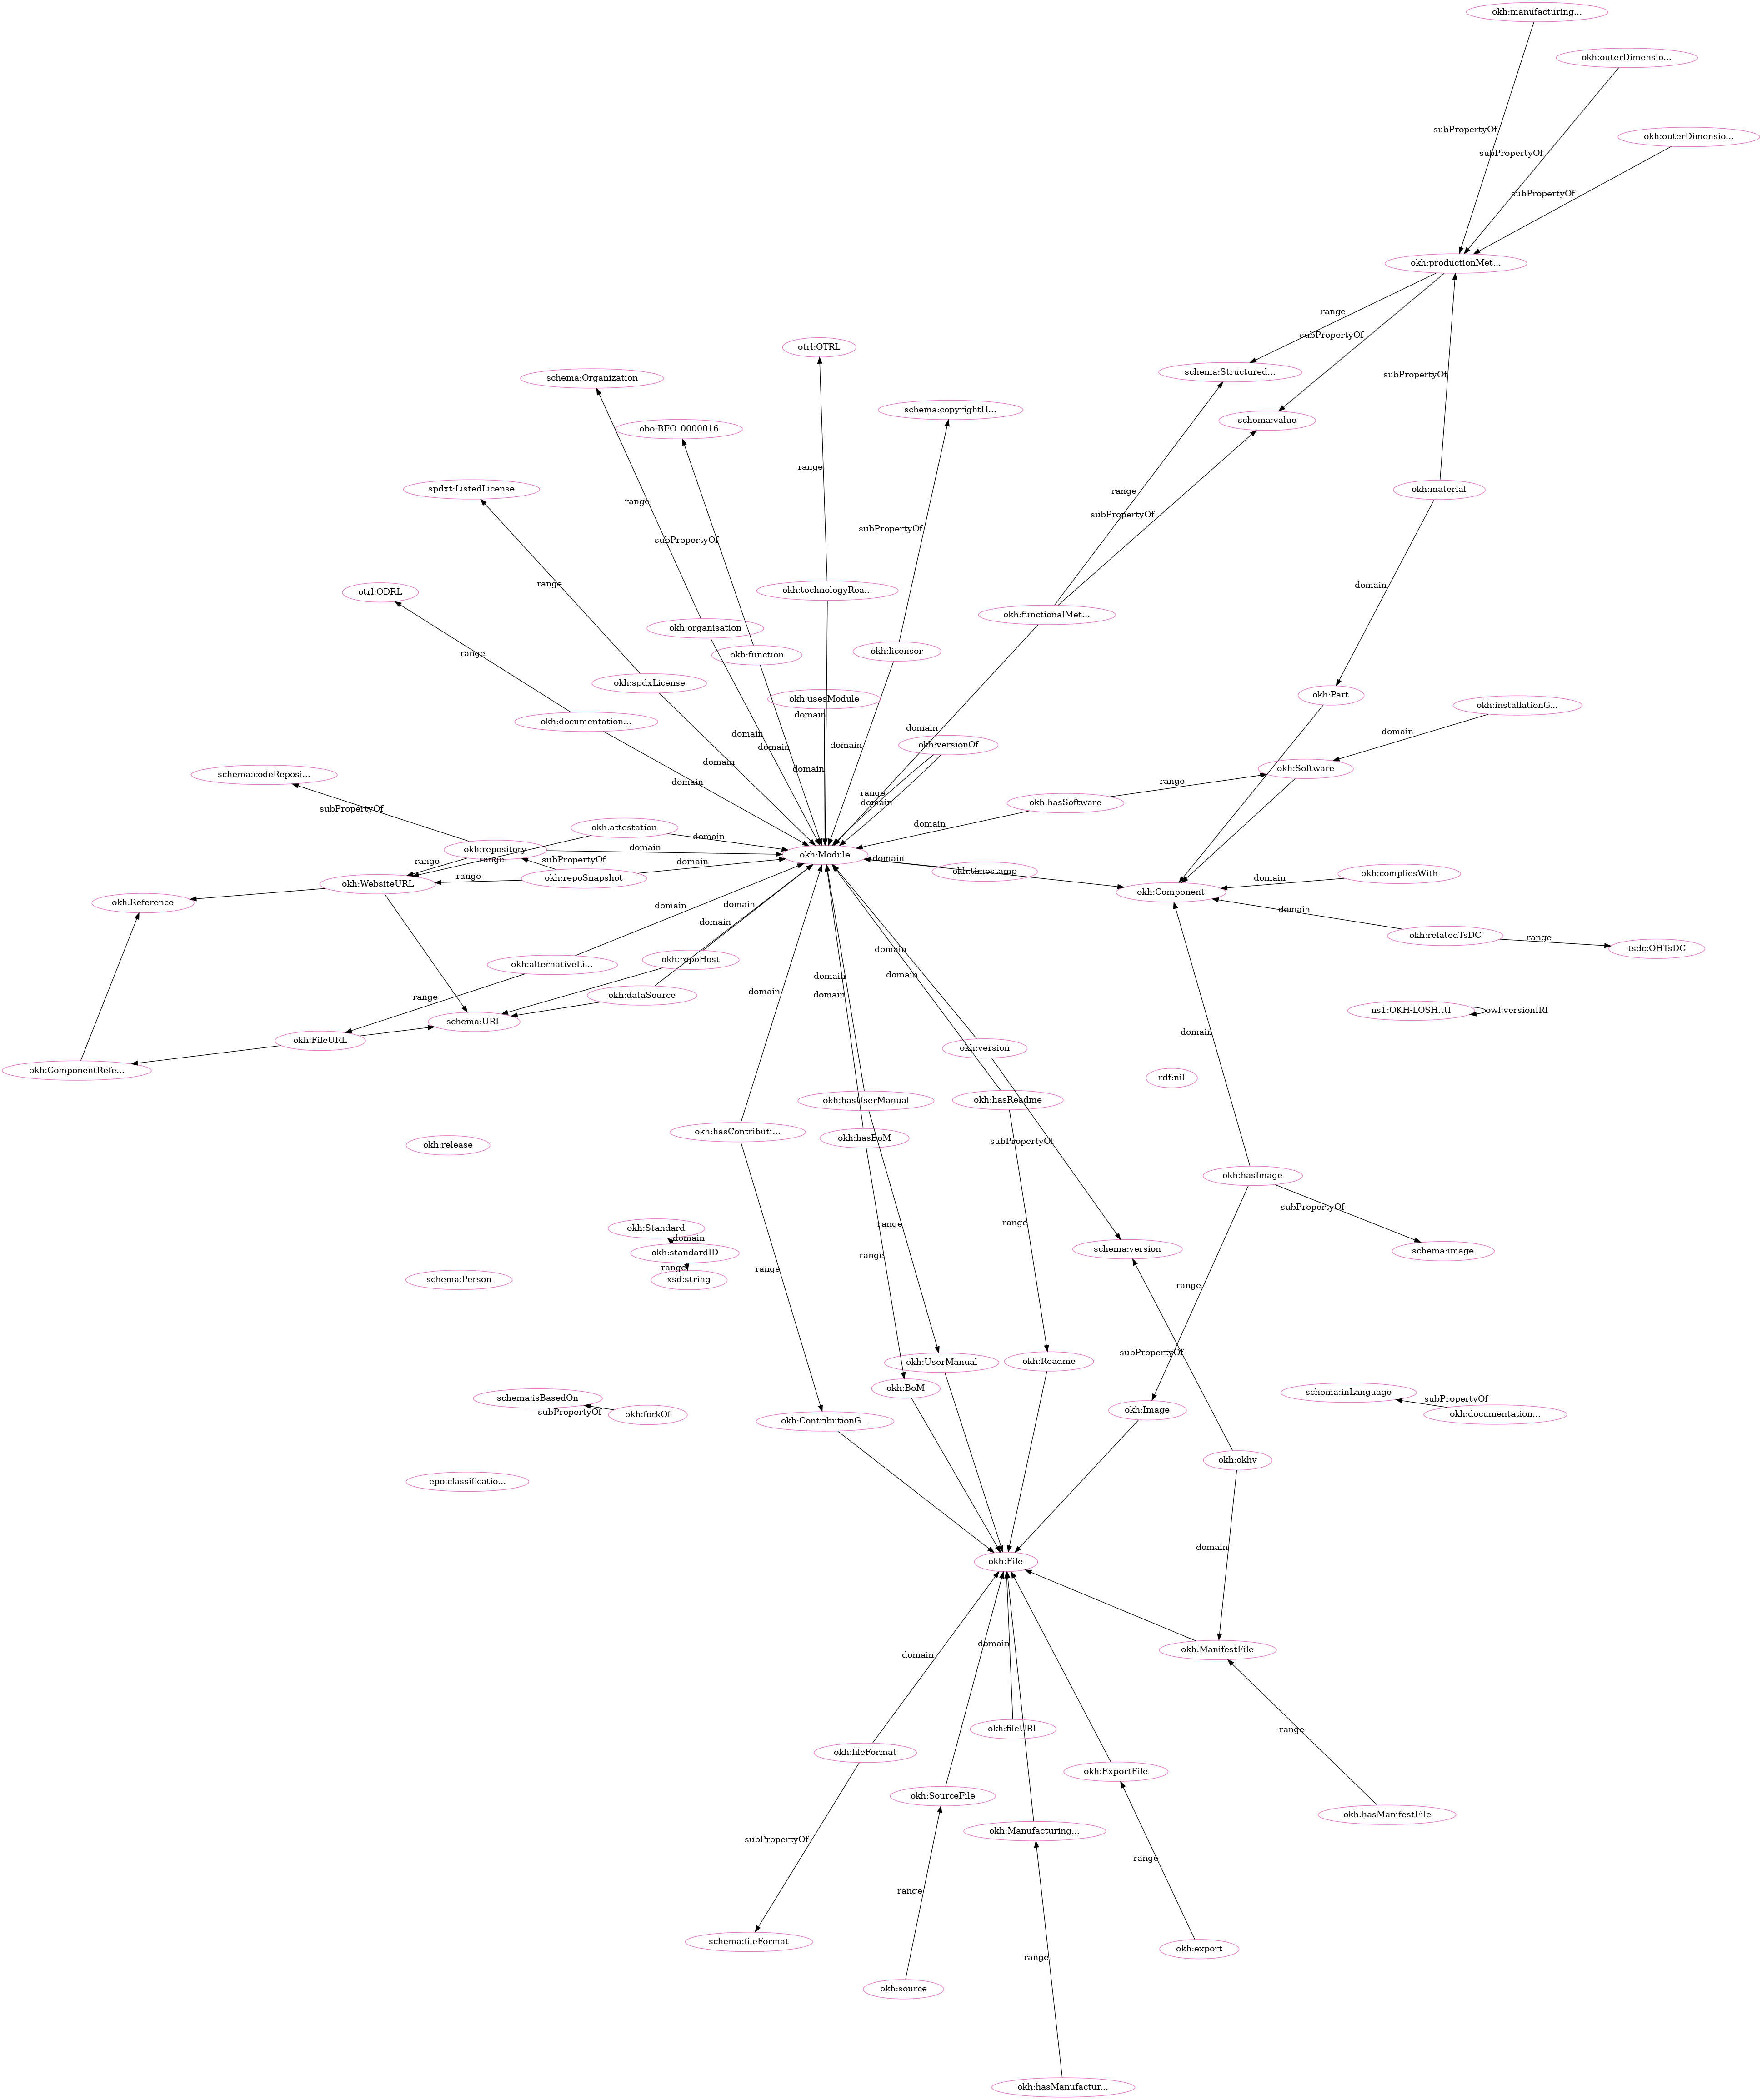 okh:manufacturing...
okh:outerDimensio...
subPropertyOf
okh:outerDimensio...
subPropertyOf
subPropertyOf
okh:productionMet...
range
subPropertyOf
otrl:OTRL
schema:Structured...
subPropertyOf
schema:Organization
schema:copyrightH...
schema:value
obo:BFO_0000016
range
spdxt:ListedLicense
range
okh:material
range
subPropertyOf
subPropertyOf
subPropertyOf
range
otrl:ODRL
okh:technologyRea...
domain
okh:functionalMet...
okh:organisation
range
okh:function
okh:licensor
okh:spdxLicense
okh:Part
okh:usesModule
okh:installationG...
okh:documentation...
domain
domain
domain
domain
domain
domain
okh:versionOf
domain
okh:Software
schema:codeReposi...
domain
domain
range
range
domain
okh:hasSoftware
subPropertyOf
okh:attestation
domain
domain
okh:repository
domain
okh:Module
range
range
subPropertyOf
domain
domain
okh:timestamp
okh:compliesWith
domain
okh:WebsiteURL
range
okh:repoSnapshot
okh:Component
okh:Reference
domain
domain
domain
domain
okh:relatedTsDC
range
tsdc:OHTsDC
domain
okh:alternativeLi...
okh:repoHost
domain
domain
range
domain
domain
okh:dataSource
ns1:OKH-LOSH.ttl
owl:versionIRI
schema:URL
domain
okh:FileURL
okh:version
okh:ComponentRefe...
rdf:nil
okh:hasUserManual
okh:hasReadme
okh:hasContributi...
okh:hasBoM
subPropertyOf
okh:release
okh:hasImage
subPropertyOf
okh:Standard
domain
range
range
okh:standardID
range
schema:version
schema:image
range
range
schema:Person
xsd:string
range
subPropertyOf
okh:UserManual
okh:Readme
okh:BoM
schema:isBasedOn
subPropertyOf
okh:forkOf
schema:inLanguage
subPropertyOf
okh:documentation...
okh:Image
okh:ContributionG...
okh:okhv
epo:classificatio...
domain
okh:File
domain
domain
okh:ManifestFile
okh:fileURL
range
okh:fileFormat
okh:ExportFile
okh:SourceFile
okh:hasManifestFile
okh:Manufacturing...
subPropertyOf
range
range
schema:fileFormat
okh:export
range
okh:source
okh:hasManufactur...